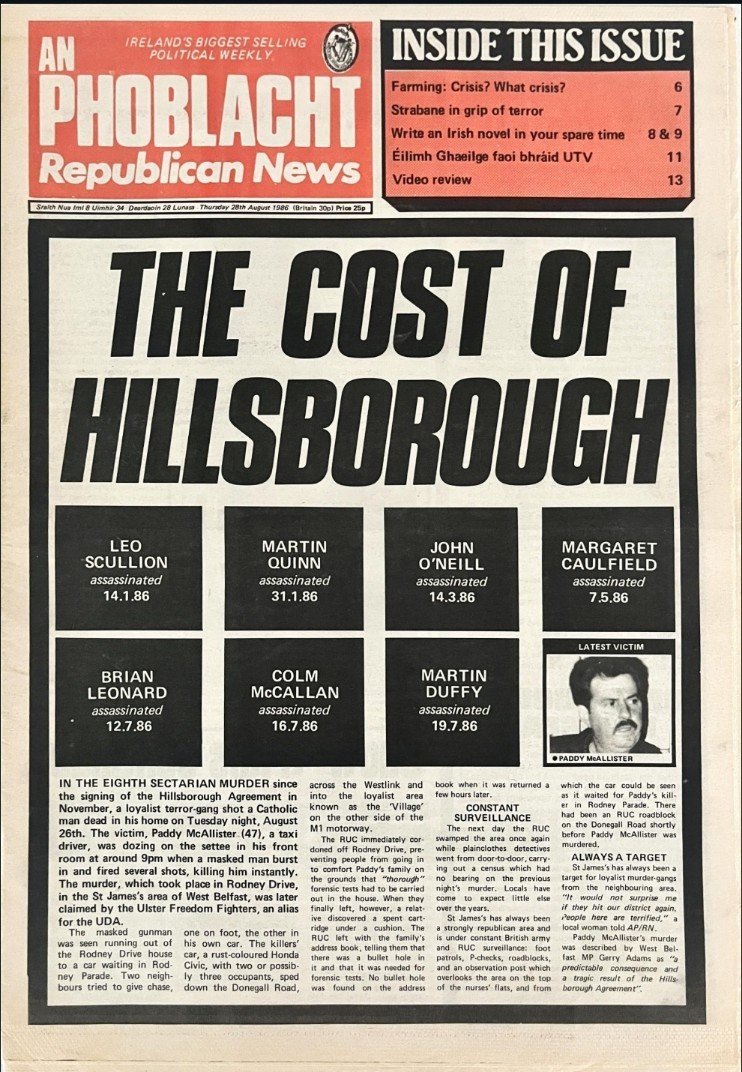 AN
PHOBLACHT
Republican News
IRELAND'S BIGGEST SELLING
POLITICAL WEEKLY
Sraith Nua Iml 8 Uimhir 34 Deardaoin 28 Lunasa Thursday 28th August 1986 (Britain 30p) Price 25p
INSIDE THIS ISSUE
Farming: Crisis? What crisis? 6
Strabane in grip of terror 7
Write an Irish novel in your spare time 8 & 9
Éilimh Ghaeilge faoi bhráid UTV 11
Video review 13
THE COST OF
HILLSBOROUGH
LEO
SCULLION
assassinated
14.1.86
MARTIN
QUINN
assassinated
31.1.86
JOHN
O'NEILL
assassinated
14.3.86
MARGARET
CAULFIELD
assassinated
7.5.86
BRIAN
LEONARD
assassinated
12.7.86
COLM
McCALLAN
assassinated
16.7.86
MARTIN
DUFFY
assassinated
19.7.86
LATEST VICTIM
● PADDY McALLISTER
IN THE EIGHTH SECTARIAN MURDER since
the signing of the Hillsborough Agreement in
November, a loyalist terror-gang shot a Catholic
man dead in his home on Tuesday night, August
26th. The victim, Paddy McAllister (47), a taxi
driver, was dozing on the settee in his front
room at around 9pm when a masked man burst
in and fired several shots, killing him instantly.
The murder, which took place in Rodney Drive,
in the St James's area of West Belfast, was later
claimed by the Ulster Freedom Fighters, an alias
for the UDA.
The masked gunman
was seen running out of
the Rodney Drive house
to a car waiting in Rod-
ney Parade. Two neigh-
bours tried to give chase,
one on foot, the other in
his own car. The killers'
car, a rust-coloured Honda
Civic, with two or possib-
ly three occupants, sped
down the Donegall Road,
across the Westlink and
into the loyalist area
known as the 'Village'
on the other side of the
M1 motorway.
The RUC immediately cor-
doned off Rodney Drive, pre-
venting people from going in
to comfort Paddy's family on
the grounds that "thorough"
forensic tests had to be carried
out in the house. When they
finally left, however, a relat-
ive discovered a spent cart-
ridge under a cushion. The
RUC left with the family's
address book, telling them that
there was a bullet hole in
it and that it was needed for
forensic tests. No bullet hole
was found on the address
book when it was returned a
few hours later.
CONSTANT
SURVEILLANCE
The next day the RUC
swamped the area once again
while plainclothes detectives
went from door-to-door, carry-
ing out a census which had
no bearing on the previous
night's murder. Locals have
come to expect little else
over the years.
St James's has always been
a strongly republican area and
is under constant British army
and RUC surveillance: foot
patrols, P-checks, roadblocks,
and an observation post which
overlooks the area on the top
of the nurses' flats, and from
which the car could be seen
as it waited for Paddy's kill-
er in Rodney Parade. There
had been an RUC roadblock
on the Donegall Road shortly
before Paddy McAllister was
murdered.
ALWAYS A TARGET
St James's has always been a
target for loyalist murder-gangs
from the neighbouring area.
"It would not surprise me
if they hit our district again.
People here are terrified," a
local woman told AP/RN.
Paddy McAllister's murder
was described by West Bel-
fast MP Gerry Adams as "a
predictable consequence and
a tragic result of the Hills-
borough Agreement".